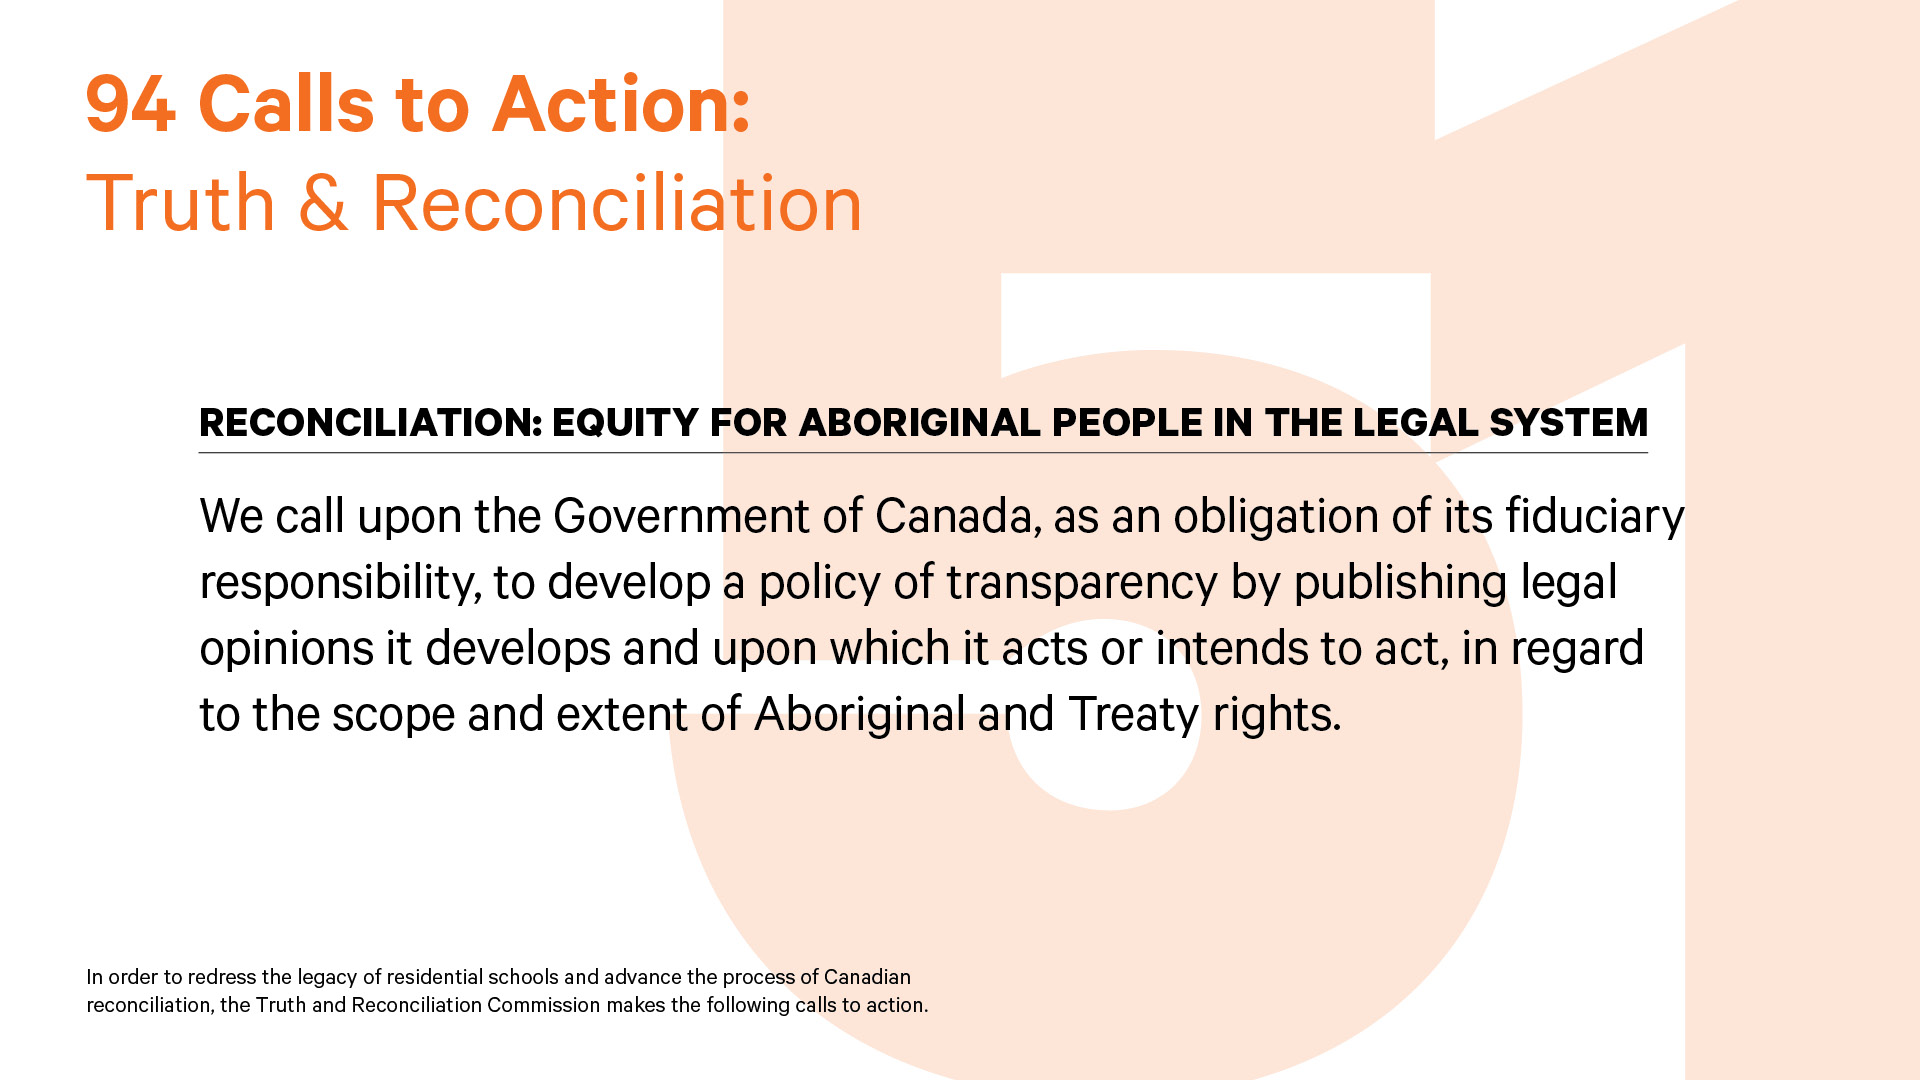 94 Calls to Action:
Truth & Reconciliation
51
RECONCILIATION: EQUITY FOR ABORIGINAL PEOPLE IN THE LEGAL SYSTEM
We call upon the Government of Canada, as an obligation of its fiduciary
responsibility, to develop a policy of transparency by publishing legal
opinions it develops and upon which it acts or intends to act, in regard
to the scope and extent of Aboriginal and Treaty rights.
In order to redress the legacy of residential schools and advance the process of Canadian
reconciliation, the Truth and Reconciliation Commission makes the following calls to action.